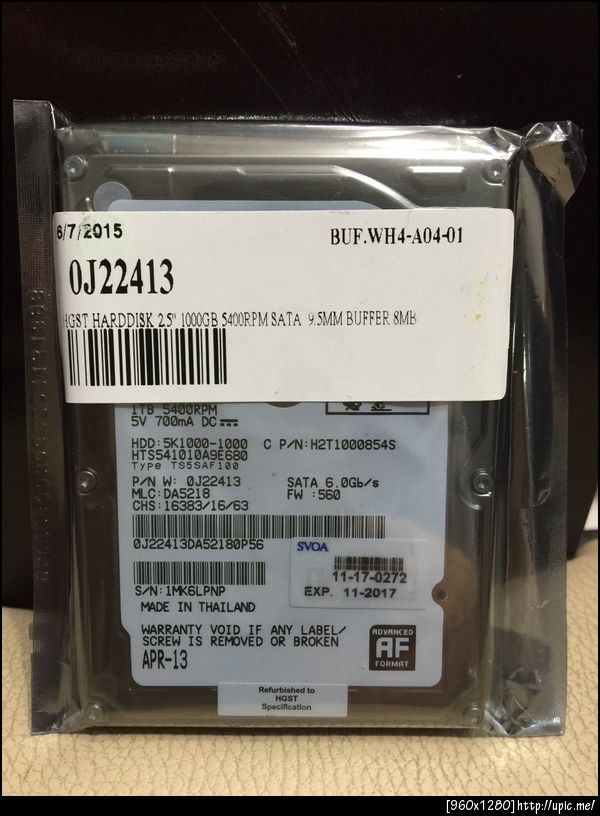 6/7/2015
BUF.WH4-A04-01
0J22413
HGST HARDDISK 2.5" 1000GB 5400RPM SATA 9.5MM BUFFER 8MB
1TB 5400RPM
5V 700mA DC
HDD:5K1000-1000 C P/N:H2T1000854S
HTS541010A9E680
Type TS5SAF100
P/N W: 0J22413 SATA 6.0Gb/s
MLC:DA5218 FW :560
CHS:16383/16/63
0J22413DA52180P56
SVOA
11-17-0272
EXP. 11-2017
S/N:1MK6LPNP
MADE IN THAILAND
WARRANTY VOID IF ANY LABEL/
SCREW IS REMOVED OR BROKEN
APR-13
ADVANCED
AF
FORMAT
Refurbished to
HGST
Specification
[960x1280]http://upic.me/